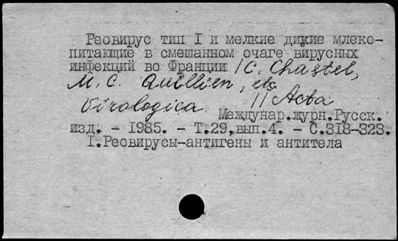 Реовирус тип I и мелкие дикие млеко-
питающие в смешанном очаге вирусных
инфекций во Франции /C. Chastel,
M.C. Quillien, etc
Virologica. // Acta
Междунар.журн.Русск.
изд. - 1985. - Т.29,вып.4. - С.318-323.
I.Реовирусы-антигены и антитела